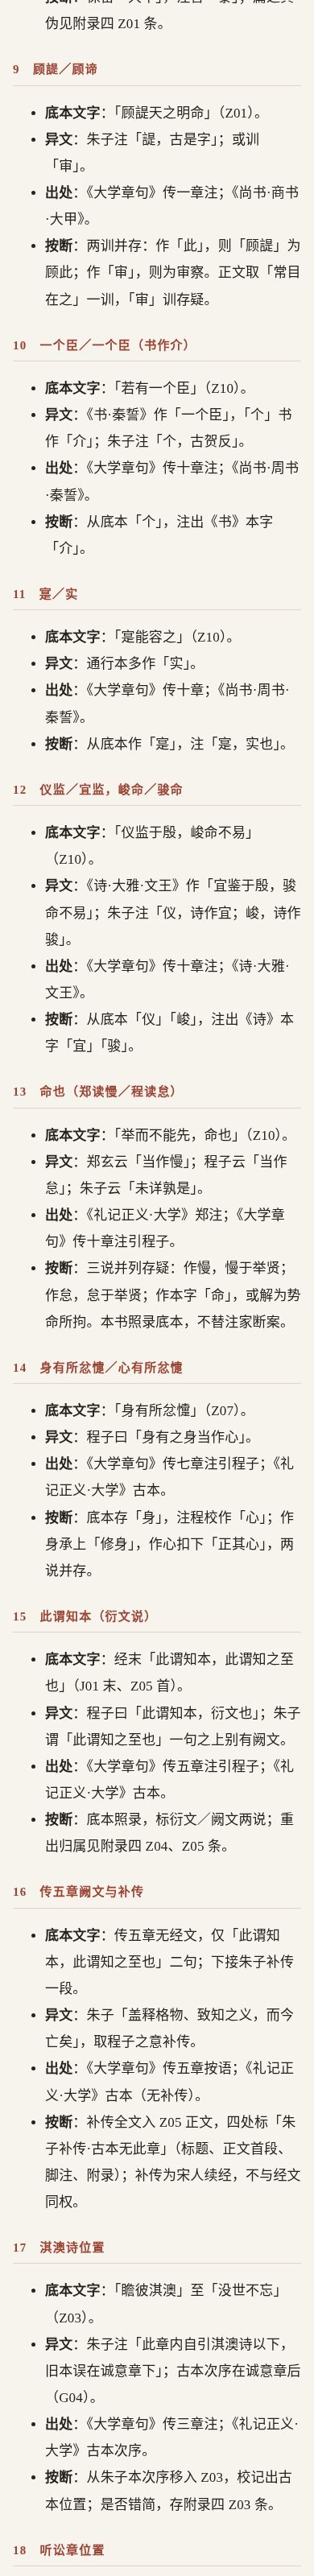 伪见附录四 Z01 条。
9 顾諟／顾谛
• 底本文字：「顾諟天之明命」（Z01）。
• 异文：朱子注「諟，古是字」；或训
「审」。
• 出处：《大学章句》传一章注；《尚书·商书
·大甲》。
• 按断：两训并存：作「此」，则「顾諟」为
顾此；作「审」，则为审察。正文取「常目
在之」一训，「审」训存疑。
10 一个臣／一个臣（书作介）
• 底本文字：「若有一个臣」（Z10）。
• 异文：《书·秦誓》作「一个臣」，「个」书
作「介」；朱子注「个，古贺反」。
• 出处：《大学章句》传十章注；《尚书·周书
·秦誓》。
• 按断：从底本「个」，注出《书》本字
「介」。
11 寔／实
• 底本文字：「寔能容之」（Z10）。
• 异文：通行本多作「实」。
• 出处：《大学章句》传十章；《尚书·周书·
秦誓》。
• 按断：从底本作「寔」，注「寔，实也」。
12 仪监／宜监，峻命／骏命
• 底本文字：「仪监于殷，峻命不易」
（Z10）。
• 异文：《诗·大雅·文王》作「宜鉴于殷，骏
命不易」；朱子注「仪，诗作宜；峻，诗作
骏」。
• 出处：《大学章句》传十章注；《诗·大雅·
文王》。
• 按断：从底本「仪」「峻」，注出《诗》本
字「宜」「骏」。
13 命也（郑读慢／程读怠）
• 底本文字：「举而不能先，命也」（Z10）。
• 异文：郑玄云「当作慢」；程子云「当作
怠」；朱子云「未详孰是」。
• 出处：《礼记正义·大学》郑注；《大学章
句》传十章注引程子。
• 按断：三说并列存疑：作慢，慢于举贤；
作怠，怠于举贤；作本字「命」，或解为势
命所拘。本书照录底本，不替注家断案。
14 身有所忿懥／心有所忿懥
• 底本文字：「身有所忿懥」（Z07）。
• 异文：程子曰「身有之身当作心」。
• 出处：《大学章句》传七章注引程子；《礼
记正义·大学》古本。
• 按断：底本存「身」，注程校作「心」；作
身承上「修身」，作心扣下「正其心」，两
说并存。
15 此谓知本（衍文说）
• 底本文字：经末「此谓知本，此谓知之至
也」（J01 末、Z05 首）。
• 异文：程子曰「此谓知本，衍文也」；朱子
谓「此谓知之至也」一句之上别有阙文。
• 出处：《大学章句》传五章注引程子；《礼
记正义·大学》古本。
• 按断：底本照录，标衍文／阙文两说；重
出归属见附录四 Z04、Z05 条。
16 传五章阙文与补传
• 底本文字：传五章无经文，仅「此谓知
本，此谓知之至也」二句；下接朱子补传
一段。
• 异文：朱子「盖释格物、致知之义，而今
亡矣」，取程子之意补传。
• 出处：《大学章句》传五章按语；《礼记正
义·大学》古本（无补传）。
• 按断：补传全文入 Z05 正文，四处标「朱
子补传·古本无此章」（标题、正文首段、
脚注、附录）；补传为宋人续经，不与经文
同权。
17 淇澳诗位置
• 底本文字：「瞻彼淇澳」至「没世不忘」
（Z03）。
• 异文：朱子注「此章内自引淇澳诗以下，
旧本误在诚意章下」；古本次序在诚意章后
（G04）。
• 出处：《大学章句》传三章注；《礼记正义·
大学》古本次序。
• 按断：从朱子本次序移入 Z03，校记出古
本位置；是否错简，存附录四 Z03 条。
18 听讼章位置